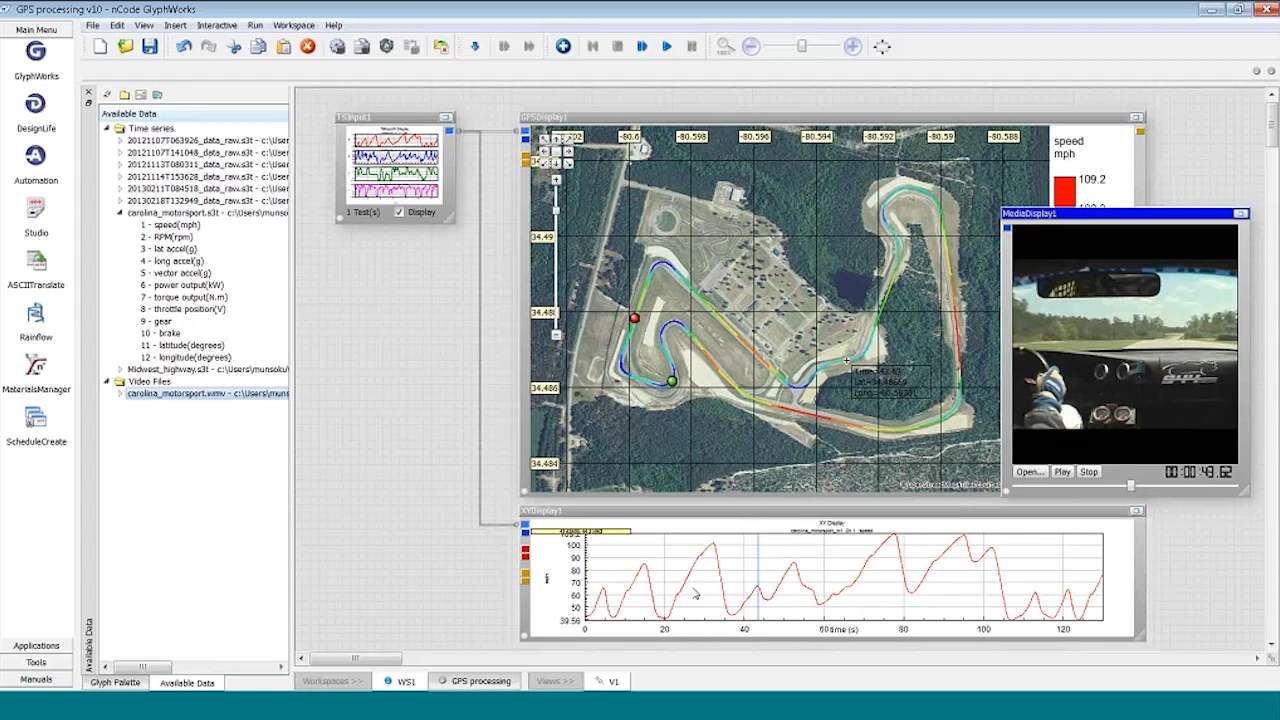 GPS processing v10 - nCode GlyphWorks
Main Menu
File Edit View Insert Interactive Run Workspace Help
GlyphWorks
DesignLife
Automation
Studio
ASCIITranslate
Rainflow
MaterialsManager
ScheduleCreate
Applications
Tools
Manuals
Available Data
Time series
20121107T063926_data_raw.s3t - c:\User
20121107T141048_data_raw.s3t - c:\User
20121113T080311_data_raw.s3t - c:\User
20121114T153628_data_raw.s3t - c:\User
20130211T084518_data_raw.s3t - c:\User
20130218T132949_data_raw.s3t - c:\User
carolina_motorsport.s3t - c:\users\munso
1 - speed(mph)
2 - RPM(rpm)
3 - lat accel(g)
4 - long accel(g)
5 - vector accel(g)
6 - power output(kW)
7 - torque output(N.m)
8 - throttle position(V)
9 - gear
10 - brake
11 - latitude(degrees)
12 - longitude(degrees)
Midwest_highway.s3t - c:\users\munsoku\
Video Files
carolina_motorsport.wmv - c:\Users\muns
Available Data
Glyph Palette Available Data
TSInput1
1 Test(s) Display
GPSDisplay1
-80.6 -80.598 -80.596 -80.594 -80.592 -80.59 -80.588
34.49
34.486
34.484
speed
mph
109.2
MediaDisplay1
Open... Play Stop 00:00:43.62
XYDisplay1
XY Display
100
90
80
70
60
50
39.56
0 20 40 60 80 100 120
time (s)
Workspaces >> WS1 GPS processing Views >> V1